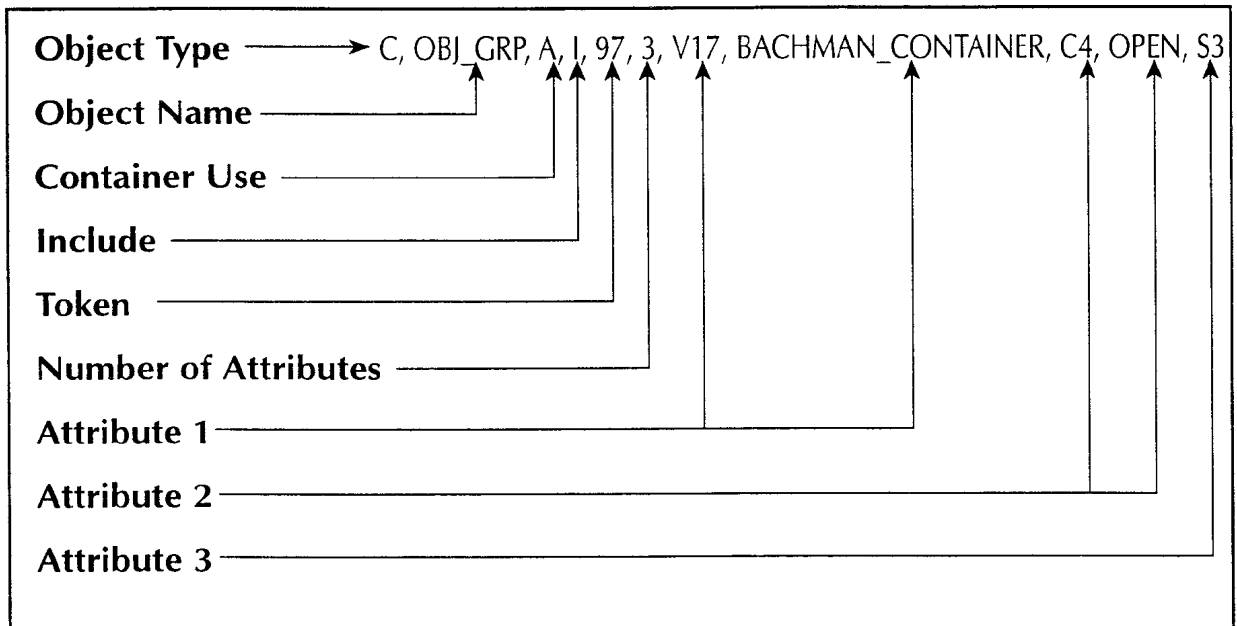 Object Type C, OBJ_GRP, A, I, 97, 3, V17, BACHMAN_CONTAINER, C4, OPEN, S3
Object Name
Container Use
Include
Token
Number of Attributes
Attribute 1
Attribute 2
Attribute 3